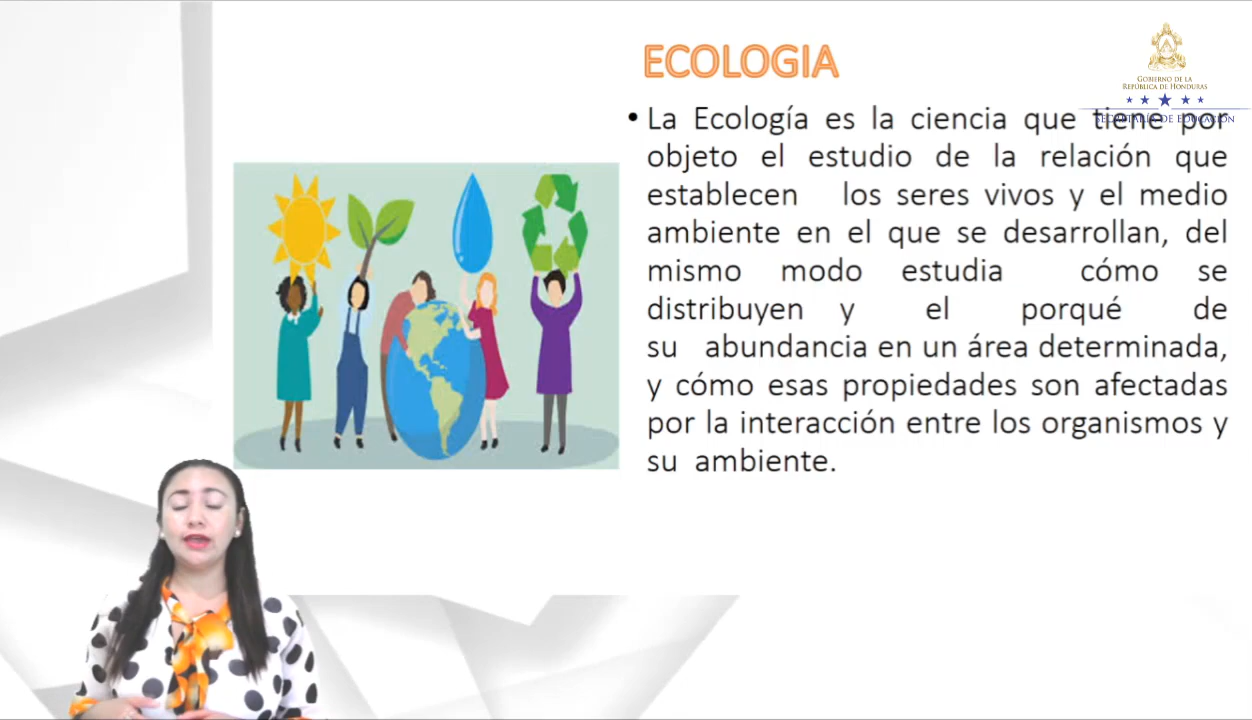 ECOLOGIA
GOBIERNO DE LA
REPÚBLICA DE HONDURAS
SECRETARÍA DE EDUCACIÓN
• La Ecología es la ciencia que tiene por
objeto el estudio de la relación que
establecen los seres vivos y el medio
ambiente en el que se desarrollan, del
mismo modo estudia cómo se
distribuyen y el porqué de
su abundancia en un área determinada,
y cómo esas propiedades son afectadas
por la interacción entre los organismos y
su ambiente.